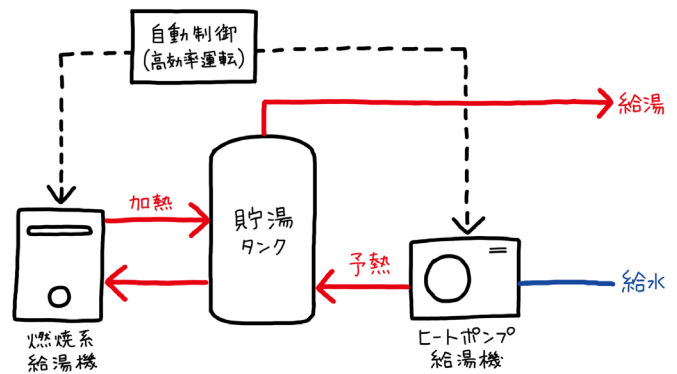 自動制御
(高効率運転)
給湯
加熱
貯湯
タンク
予熱
給水
燃焼系
給湯機
ヒートポンプ
給湯機